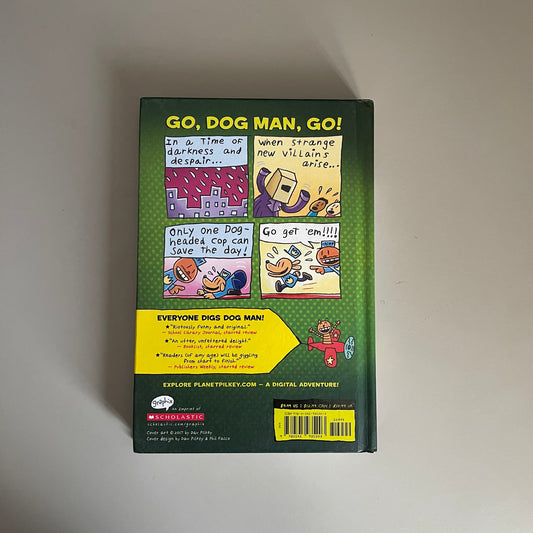 GO, DOG MAN, GO!
In a Time of
darkness and
despair...
When strange
new villains
arise...
Only one Dog-
headed cop can
save the day!
Go get 'em!!!!
EVERYONE DIGS DOG MAN!
★"Riotously funny and original."
— School Library Journal, starred review
★"An utter, unfettered delight."
— Booklist, starred review
★"Readers (of any age) will be giggling
from start to finish."
— Publishers Weekly, starred review
EXPLORE PLANETPILKEY.COM — A DIGITAL ADVENTURE!
graphix
An Imprint of
SCHOLASTIC
scholastic.com/graphix
Cover art © 2017 by Dav Pilkey
Cover design by Dav Pilkey & Phil Falco